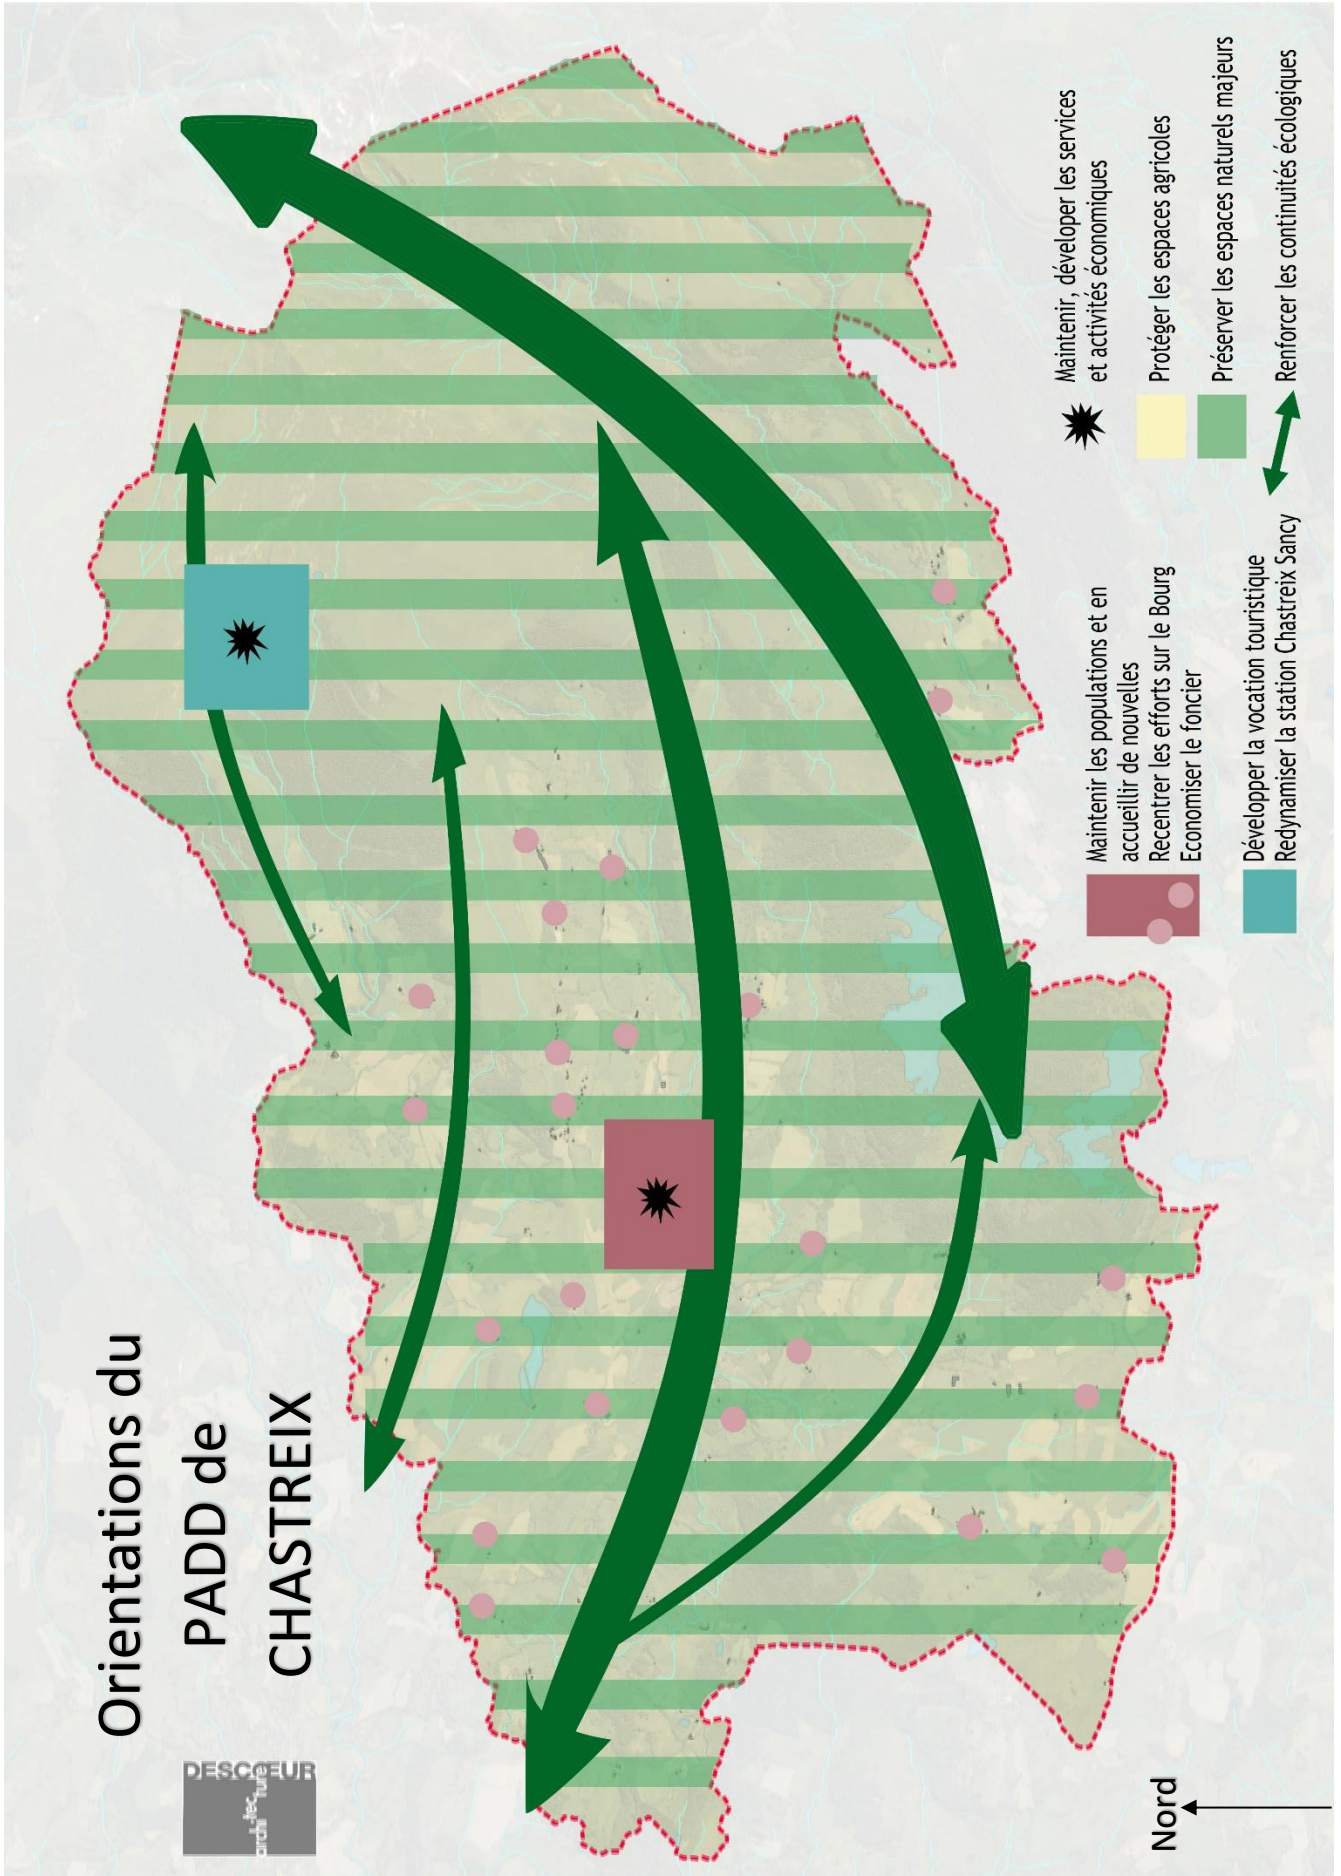 Orientations du
PADD de
CHASTREIX
DESCŒUR
archi
-tec
ture
Nord
Maintenir les populations et en
accueillir de nouvelles
Recentrer les efforts sur le Bourg
Economiser le foncier
Développer la vocation touristique
Redynamiser la station Chastreix Sancy
Maintenir, développer les services
et activités économiques
Protéger les espaces agricoles
Préserver les espaces naturels majeurs
Renforcer les continuités écologiques